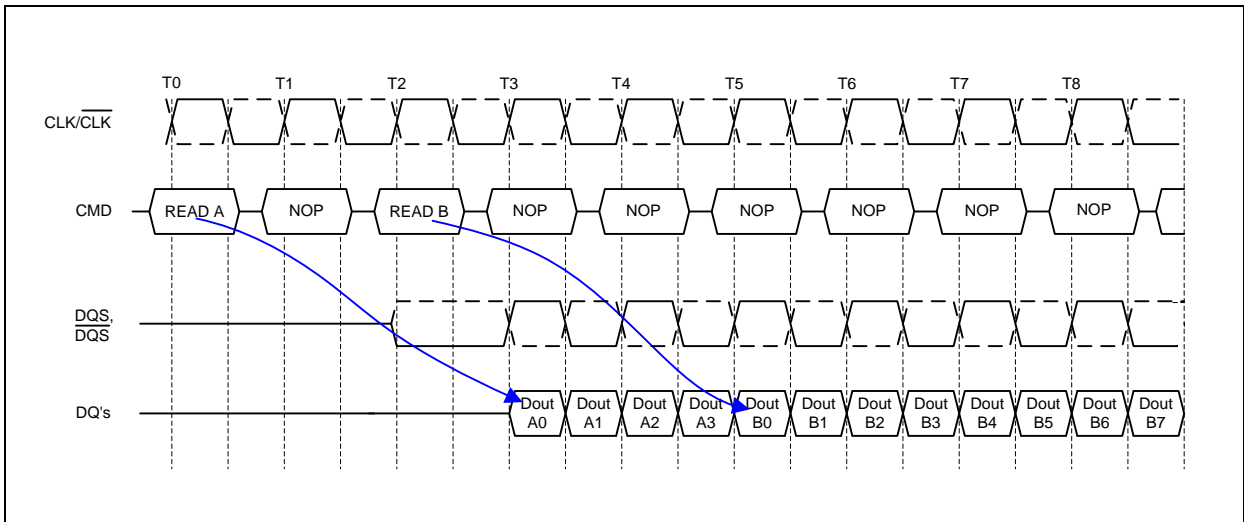 T0 T1 T2 T3 T4 T5 T6 T7 T8
CLK/CLK
CMD READ A NOP READ B NOP NOP NOP NOP NOP NOP
DQS,
DQS
DQ's Dout Dout Dout Dout Dout Dout Dout Dout Dout Dout Dout Dout
A0 A1 A2 A3 B0 B1 B2 B3 B4 B5 B6 B7